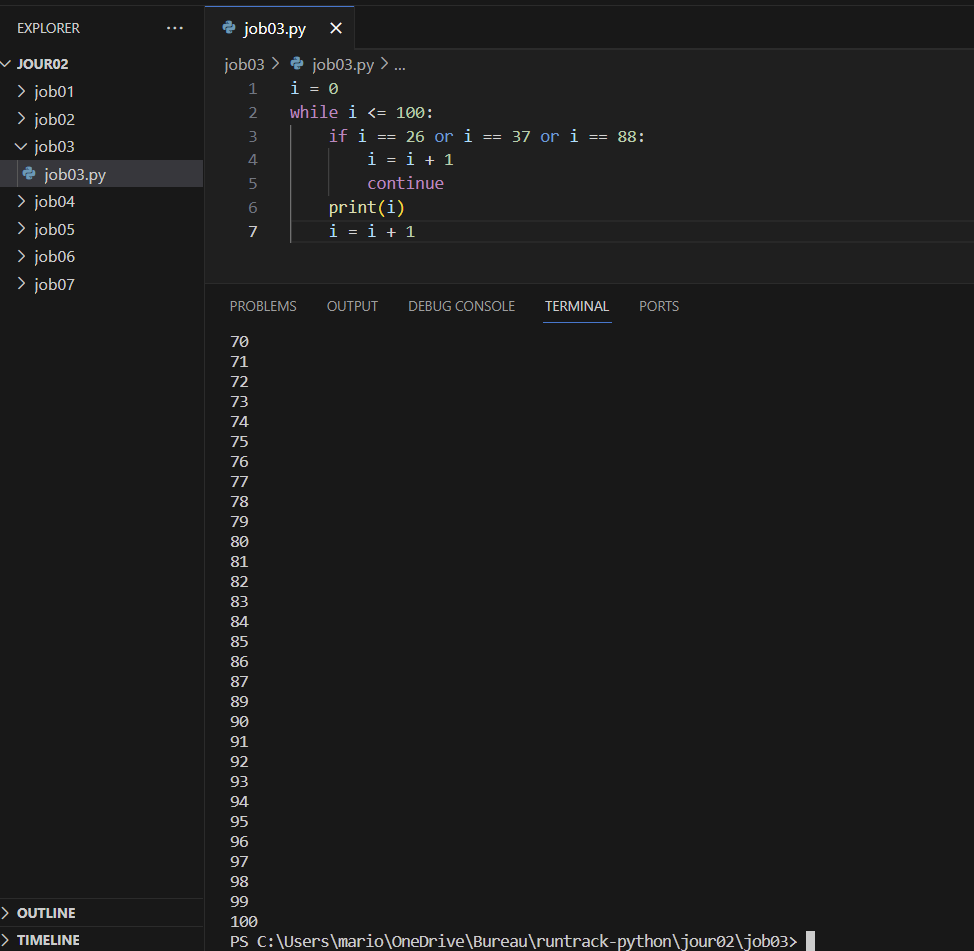 EXPLORER
...
JOUR02
job01
job02
job03
job03.py
job04
job05
job06
job07
OUTLINE
TIMELINE
job03.py
job03 > job03.py > ...
1 i = 0
2 while i <= 100:
3     if i == 26 or i == 37 or i == 88:
4         i = i + 1
5         continue
6     print(i)
7     i = i + 1
PROBLEMS OUTPUT DEBUG CONSOLE TERMINAL PORTS
70
71
72
73
74
75
76
77
78
79
80
81
82
83
84
85
86
87
89
90
91
92
93
94
95
96
97
98
99
100
PS C:\Users\mario\OneDrive\Bureau\runtrack-python\jour02\job03>